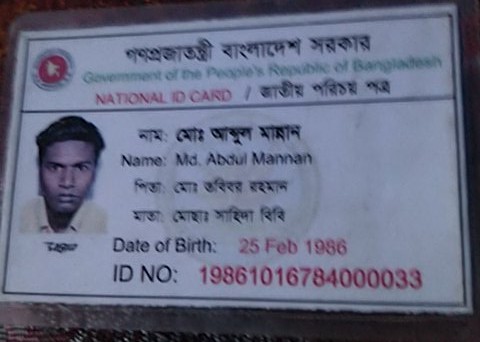 গণপ্রজাতন্ত্রী বাংলাদেশ সরকার
Government of the People's Republic of Bangladesh
NATIONAL ID CARD / জাতীয় পরিচয় পত্র
নাম: মোঃ আব্দুল মান্নান
Name: Md. Abdul Mannan
পিতা: মোঃ তবিবর রহমান
মাতা: মোছাঃ সাহিদা বিবি
Date of Birth: 25 Feb 1986
ID NO: 19861016784000033